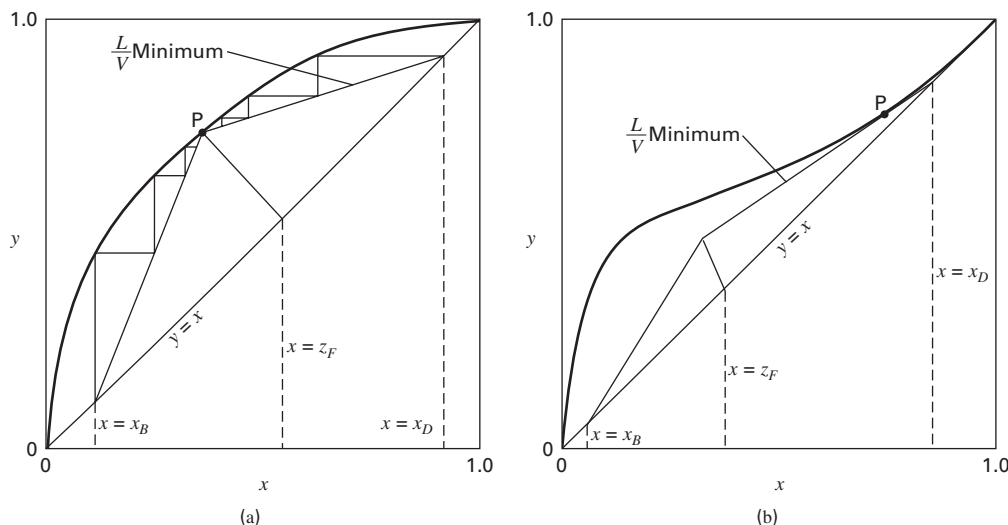 1.0
L/V Minimum
P
y
y = x
x = z_F
x = x_B
x = x_D
0
0
1.0
x
(a)
1.0
P
L/V Minimum
y
y = x
x = x_D
x = z_F
x = x_B
0
0
1.0
x
(b)